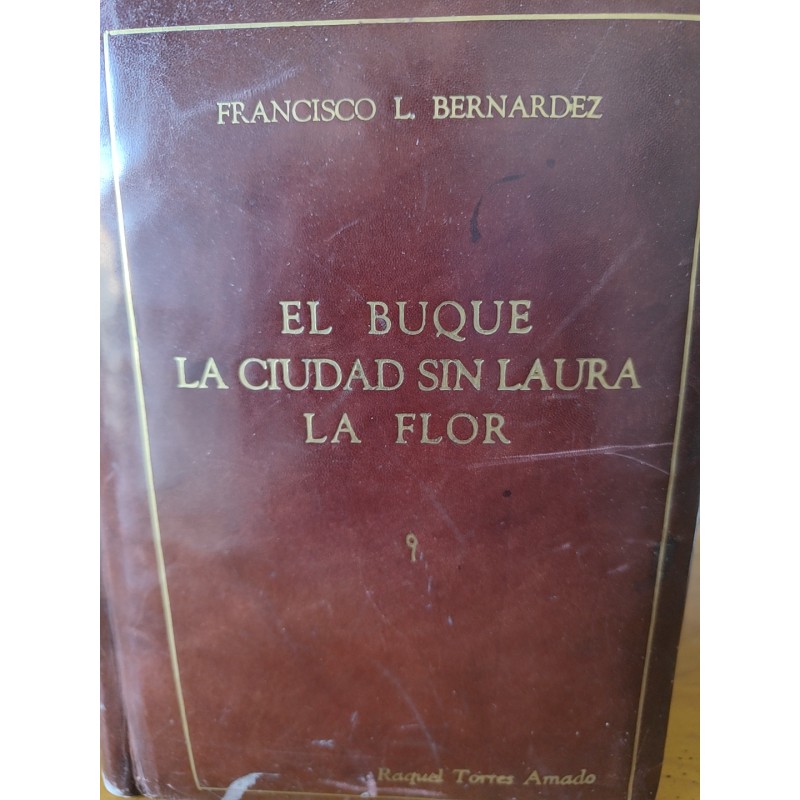 FRANCISCO L. BERNARDEZ
EL BUQUE
LA CIUDAD SIN LAURA
LA FLOR
Raquel Torres Amado